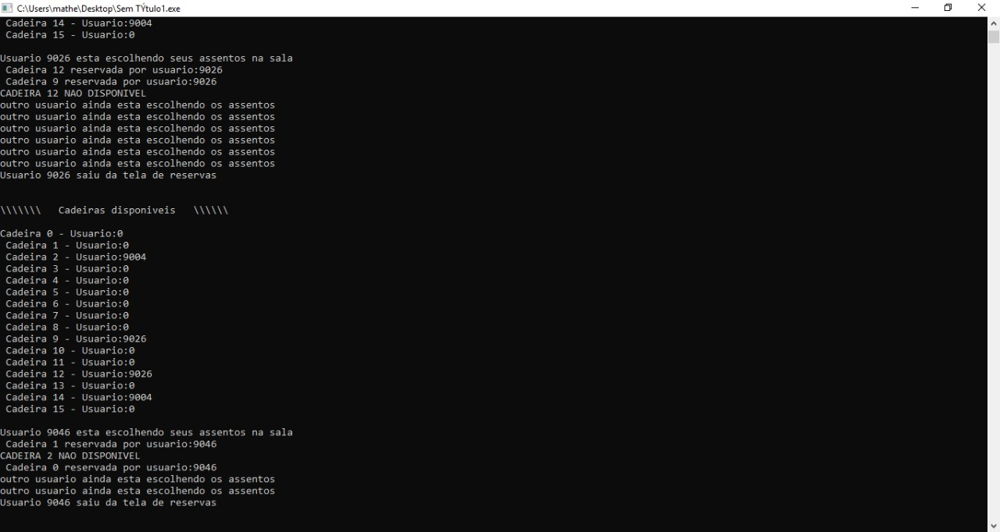 C:\Users\mathe\Desktop\Sem TÝtulo1.exe
Cadeira 14 - Usuario:9004
Cadeira 15 - Usuario:0
Usuario 9026 esta escolhendo seus assentos na sala
Cadeira 12 reservada por usuario:9026
Cadeira 9 reservada por usuario:9026
CADEIRA 12 NAO DISPONIVEL
outro usuario ainda esta escolhendo os assentos
outro usuario ainda esta escolhendo os assentos
outro usuario ainda esta escolhendo os assentos
outro usuario ainda esta escolhendo os assentos
outro usuario ainda esta escolhendo os assentos
outro usuario ainda esta escolhendo os assentos
Usuario 9026 saiu da tela de reservas
\\\\\\\   Cadeiras disponiveis   \\\\\\
Cadeira 0 - Usuario:0
Cadeira 1 - Usuario:0
Cadeira 2 - Usuario:9004
Cadeira 3 - Usuario:0
Cadeira 4 - Usuario:0
Cadeira 5 - Usuario:0
Cadeira 6 - Usuario:0
Cadeira 7 - Usuario:0
Cadeira 8 - Usuario:0
Cadeira 9 - Usuario:9026
Cadeira 10 - Usuario:0
Cadeira 11 - Usuario:0
Cadeira 12 - Usuario:9026
Cadeira 13 - Usuario:0
Cadeira 14 - Usuario:9004
Cadeira 15 - Usuario:0
Usuario 9046 esta escolhendo seus assentos na sala
Cadeira 1 reservada por usuario:9046
CADEIRA 2 NAO DISPONIVEL
Cadeira 0 reservada por usuario:9046
outro usuario ainda esta escolhendo os assentos
outro usuario ainda esta escolhendo os assentos
Usuario 9046 saiu da tela de reservas